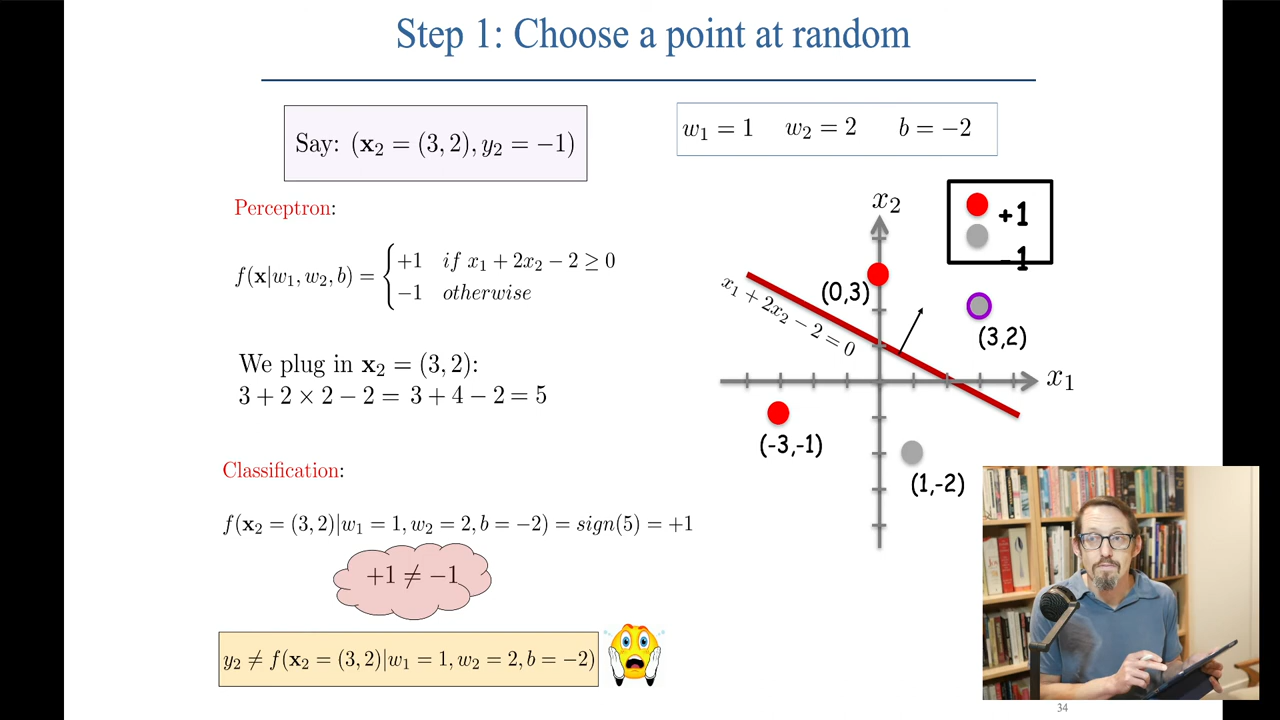 Step 1: Choose a point at random
Say: (x₂ = (3, 2), y₂ = −1)
w₁ = 1 w₂ = 2 b = −2
Perceptron:
f(x|w₁, w₂, b) = { +1 if x₁ + 2x₂ − 2 ≥ 0
−1 otherwise
We plug in x₂ = (3, 2):
3 + 2 × 2 − 2 = 3 + 4 − 2 = 5
Classification:
f(x₂ = (3, 2)|w₁ = 1, w₂ = 2, b = −2) = sign(5) = +1
+1 ≠ −1
y₂ ≠ f(x₂ = (3, 2)|w₁ = 1, w₂ = 2, b = −2)
x₂
+1
-1
(0,3)
x₁ + 2x₂ − 2 = 0
(3,2)
x₁
(-3,-1)
(1,-2)
34